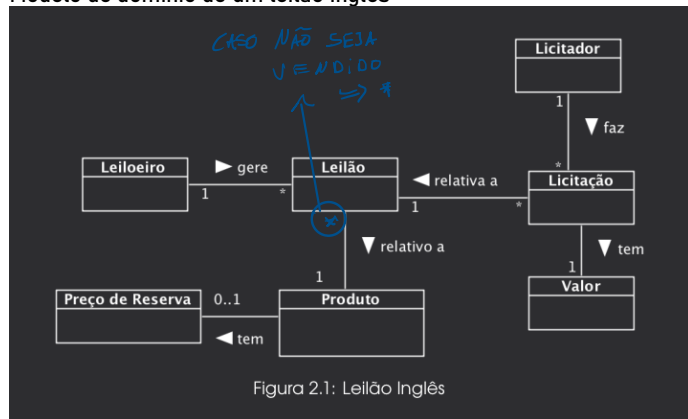 Modelo de domínio de um leilão inglês
CASO NÃO SEJA
VENDIDO
=> *
Licitador
1
faz
*
Leiloeiro
gere
Leilão
relativa a
Licitação
1
*
1
*
*
relativo a
tem
1
1
Preço de Reserva
0..1
Produto
Valor
tem
Figura 2.1: Leilão Inglês